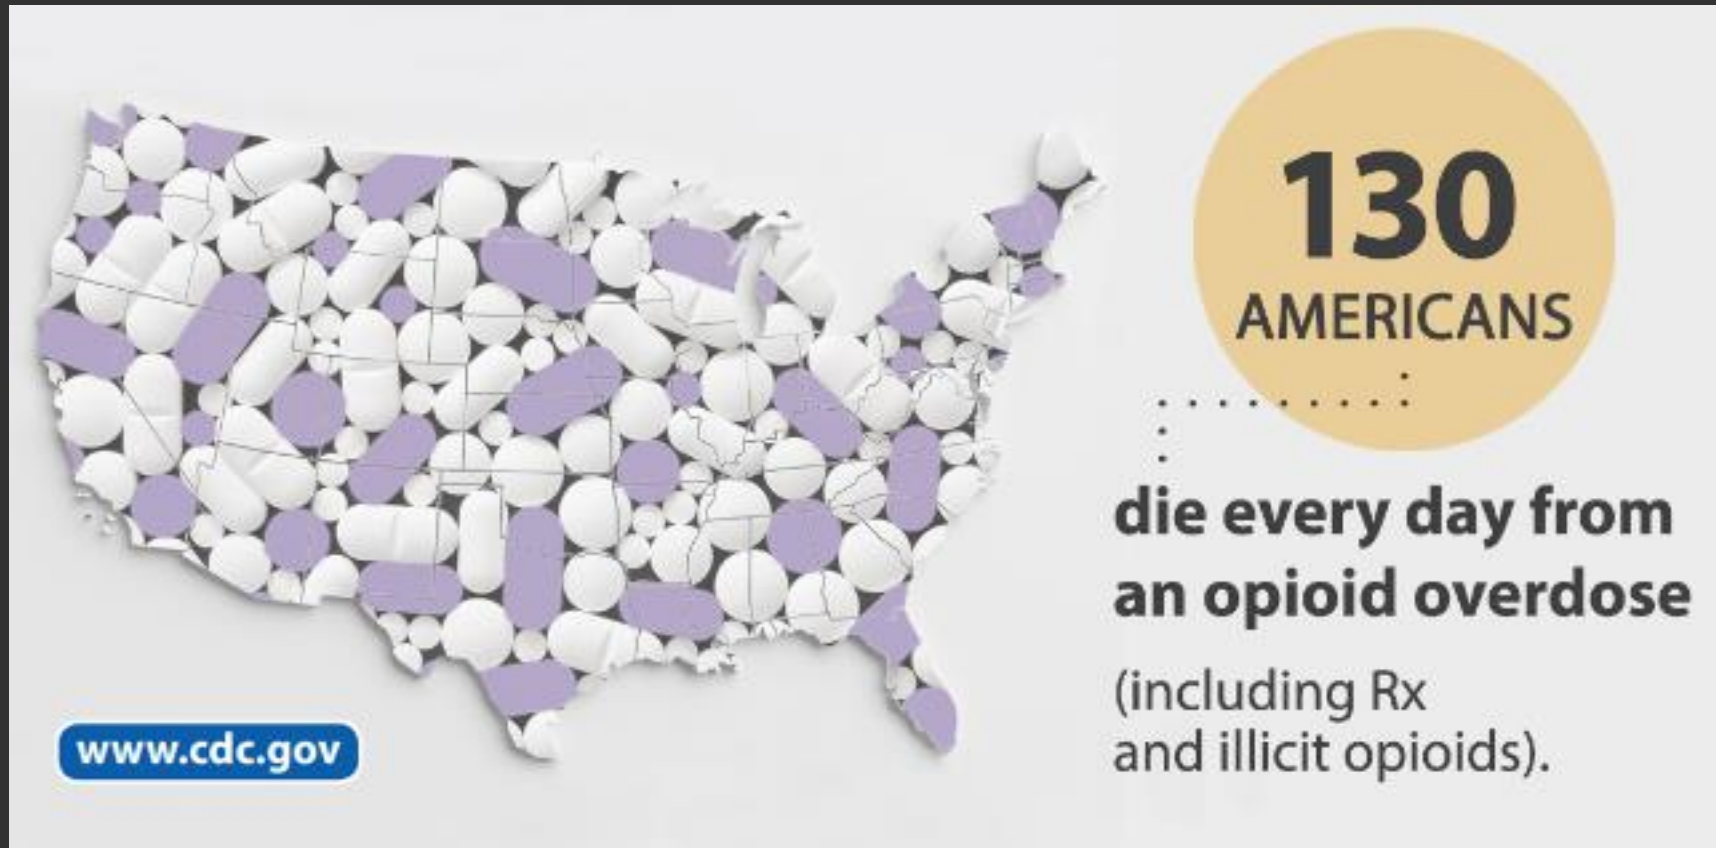 130
AMERICANS
die every day from
an opioid overdose
(including Rx
and illicit opioids).
www.cdc.gov